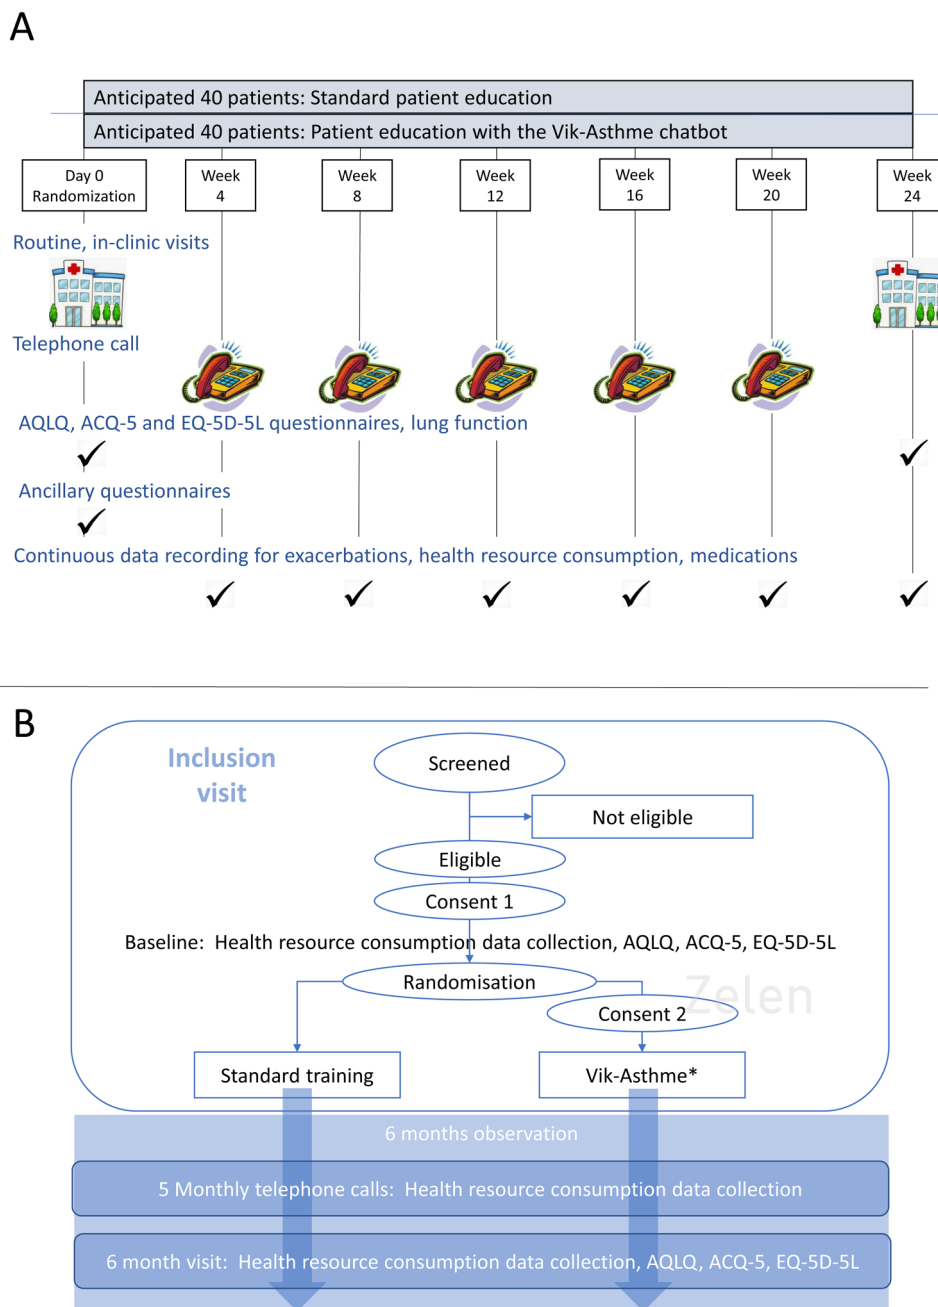 A
Anticipated 40 patients: Standard patient education
Anticipated 40 patients: Patient education with the Vik-Asthme chatbot
Day 0
Randomization
Week
4
Week
8
Week
12
Week
16
Week
20
Week
24
Routine, in-clinic visits
Telephone call
AQLQ, ACQ-5 and EQ-5D-5L questionnaires, lung function
Ancillary questionnaires
Continuous data recording for exacerbations, health resource consumption, medications
B
Inclusion
visit
Screened
Not eligible
Eligible
Consent 1
Baseline: Health resource consumption data collection, AQLQ, ACQ-5, EQ-5D-5L
Randomisation
Zelen
Consent 2
Standard training
Vik-Asthme*
6 months observation
5 Monthly telephone calls: Health resource consumption data collection
6 month visit: Health resource consumption data collection, AQLQ, ACQ-5, EQ-5D-5L